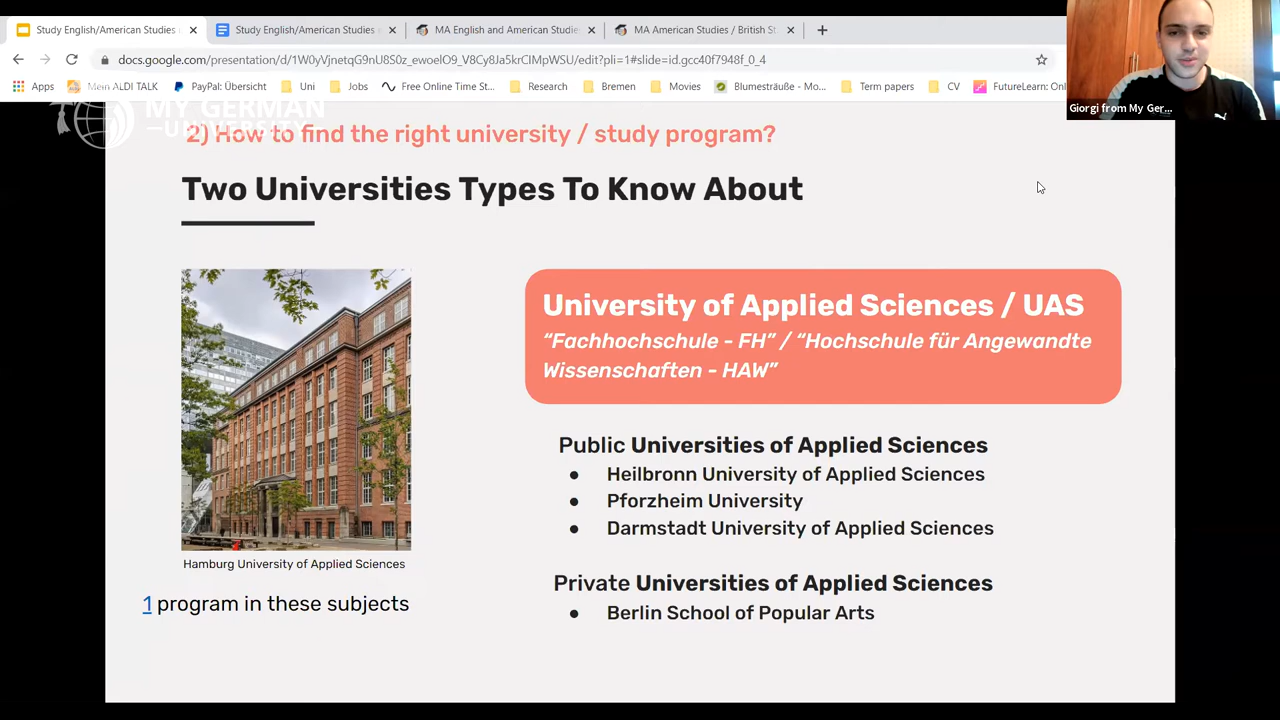 Study English/American Studies
Study English/American Studies
MA English and American Studie
MA American Studies / British St
docs.google.com/presentation/d/1W0yVjnetqG9nU8S0z_ewoelO9_V8Cy8ua5krCIMpWSU/edit?pli=1#slide=id.gcc40f7948f_0_4
Apps
Mein ALDI TALK
PayPal: Übersicht
Uni
Jobs
Free Online Time St...
Research
Bremen
Movies
Blumesträuße - Mo...
Term papers
CV
FutureLearn: Onl
Giorgi from My Ger...
MY GERMAN
UNIVERSITY
2) How to find the right university / study program?
Two Universities Types To Know About
University of Applied Sciences / UAS
“Fachhochschule - FH” / “Hochschule für Angewandte
Wissenschaften - HAW”
Public Universities of Applied Sciences
● Heilbronn University of Applied Sciences
● Pforzheim University
● Darmstadt University of Applied Sciences
Hamburg University of Applied Sciences
1 program in these subjects
Private Universities of Applied Sciences
● Berlin School of Popular Arts